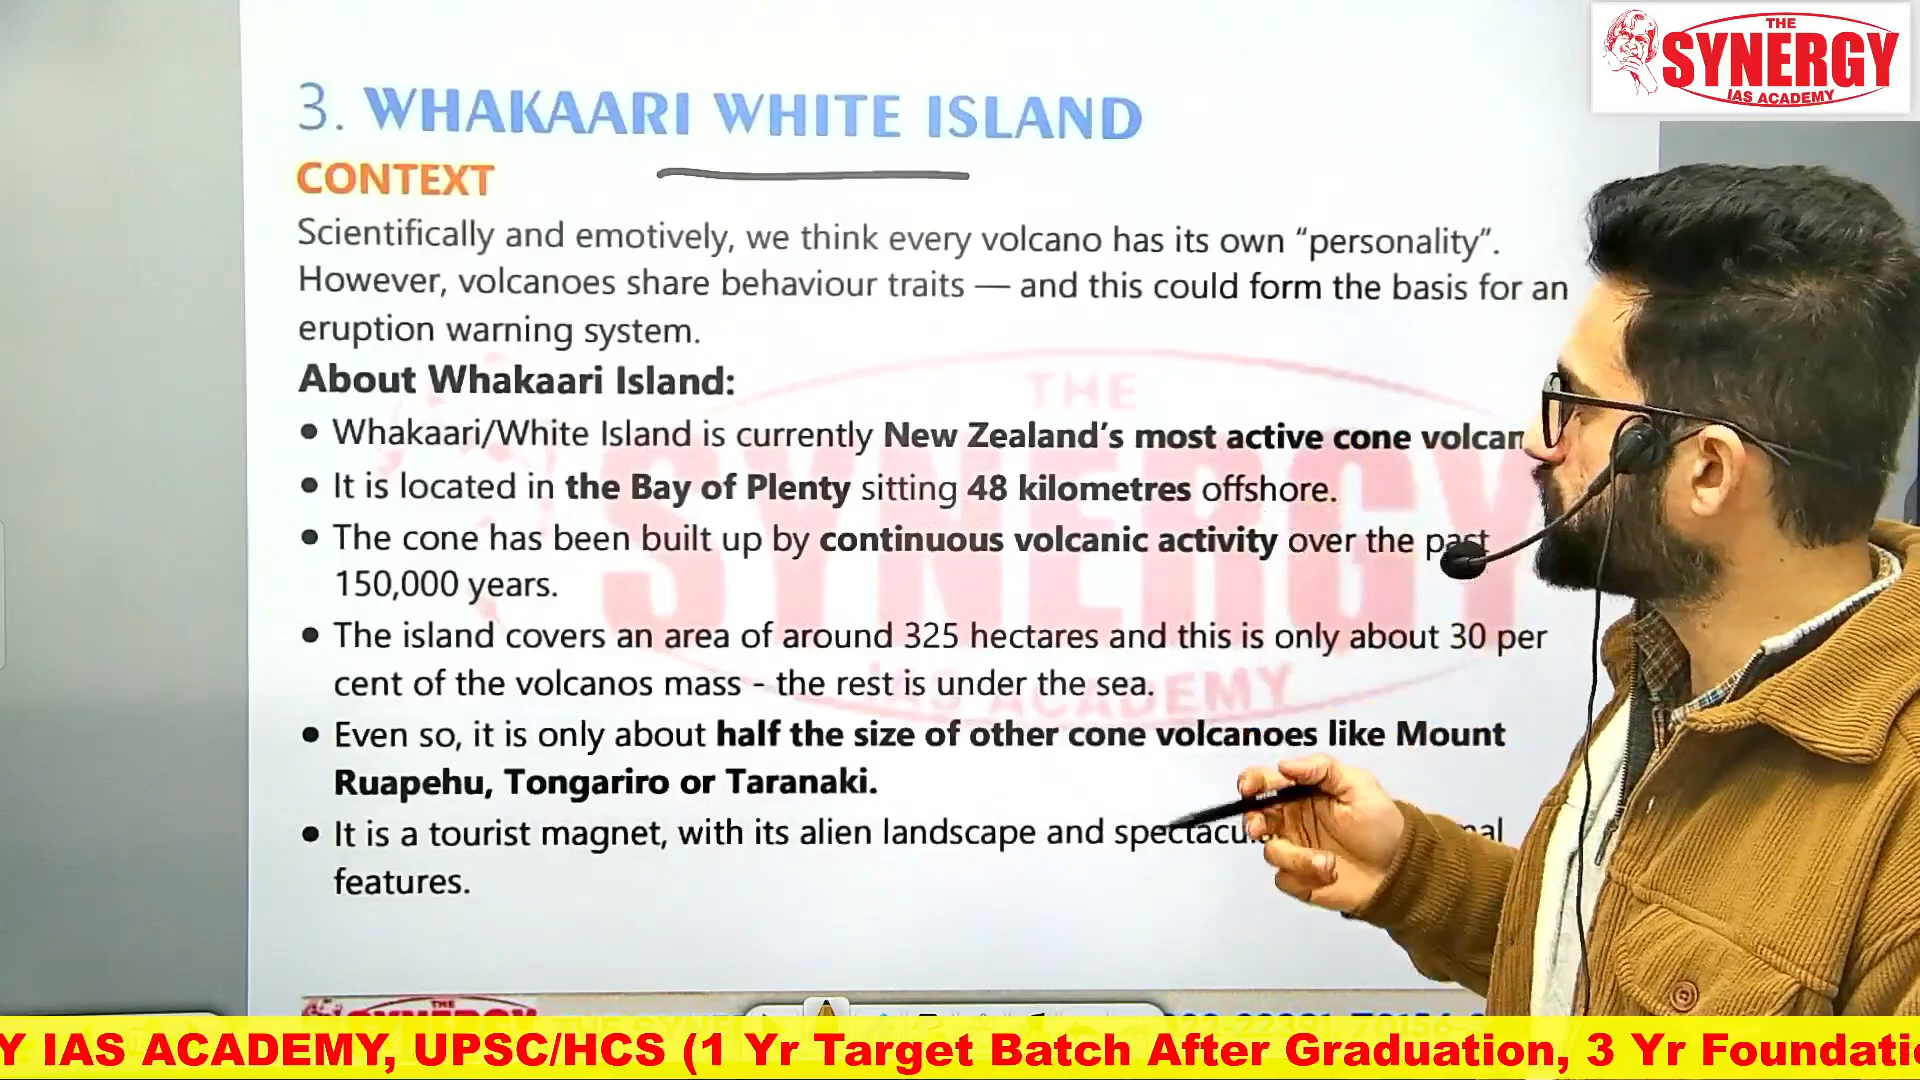 THE
SYNERGY
IAS ACADEMY
3. WHAKAARI WHITE ISLAND
CONTEXT
Scientifically and emotively, we think every volcano has its own “personality”.
However, volcanoes share behaviour traits — and this could form the basis for an
eruption warning system.
About Whakaari Island:
• Whakaari/White Island is currently New Zealand’s most active cone
• It is located in the Bay of Plenty sitting 48 kilometres offshore.
• The cone has been built up by continuous volcanic activity over the past
150,000 years.
• The island covers an area of around 325 hectares and this is only about 30 per
cent of the volcanos mass - the rest is under the sea.
• Even so, it is only about half the size of other cone volcanoes like Mount
Ruapehu, Tongariro or Taranaki.
• It is a tourist magnet, with its alien landscape and
features.
THE
SYNERGY
IAS ACADEMY
THE
Y IAS ACADEMY, UPSC/HCS (1 Yr Target Batch After Graduation, 3 Yr